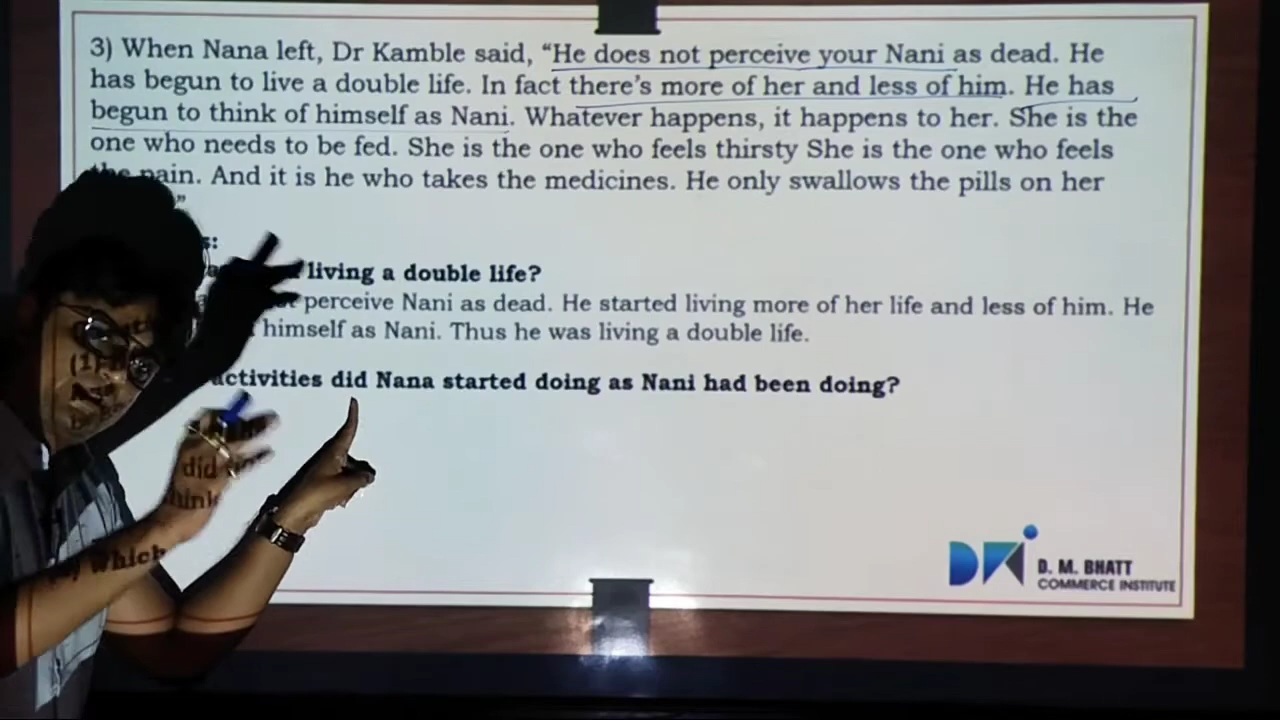 3) When Nana left, Dr Kamble said, “He does not perceive your Nani as dead. He
has begun to live a double life. In fact there’s more of her and less of him. He has
begun to think of himself as Nani. Whatever happens, it happens to her. She is the
one who needs to be fed. She is the one who feels thirsty She is the one who feels
the pain. And it is he who takes the medicines. He only swallows the pills on her
”
s:
living a double life?
perceive Nani as dead. He started living more of her life and less of him. He
himself as Nani. Thus he was living a double life.
did
think
Which activities did Nana started doing as Nani had been doing?
D. M. BHATT
COMMERCE INSTITUTE